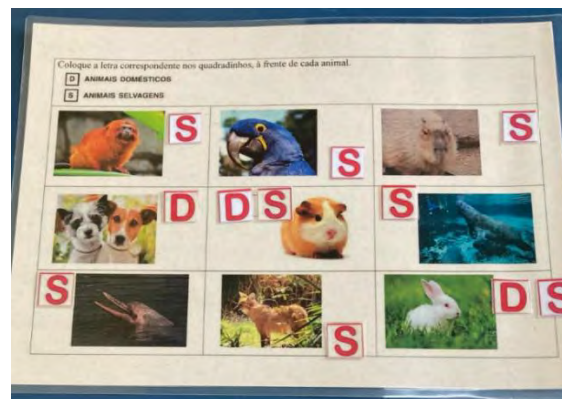 Coloque a letra correspondente nos quadradinhos, à frente de cada animal.
D ANIMAIS DOMÉSTICOS
S ANIMAIS SELVAGENS
S S S
D D S S
S S D S